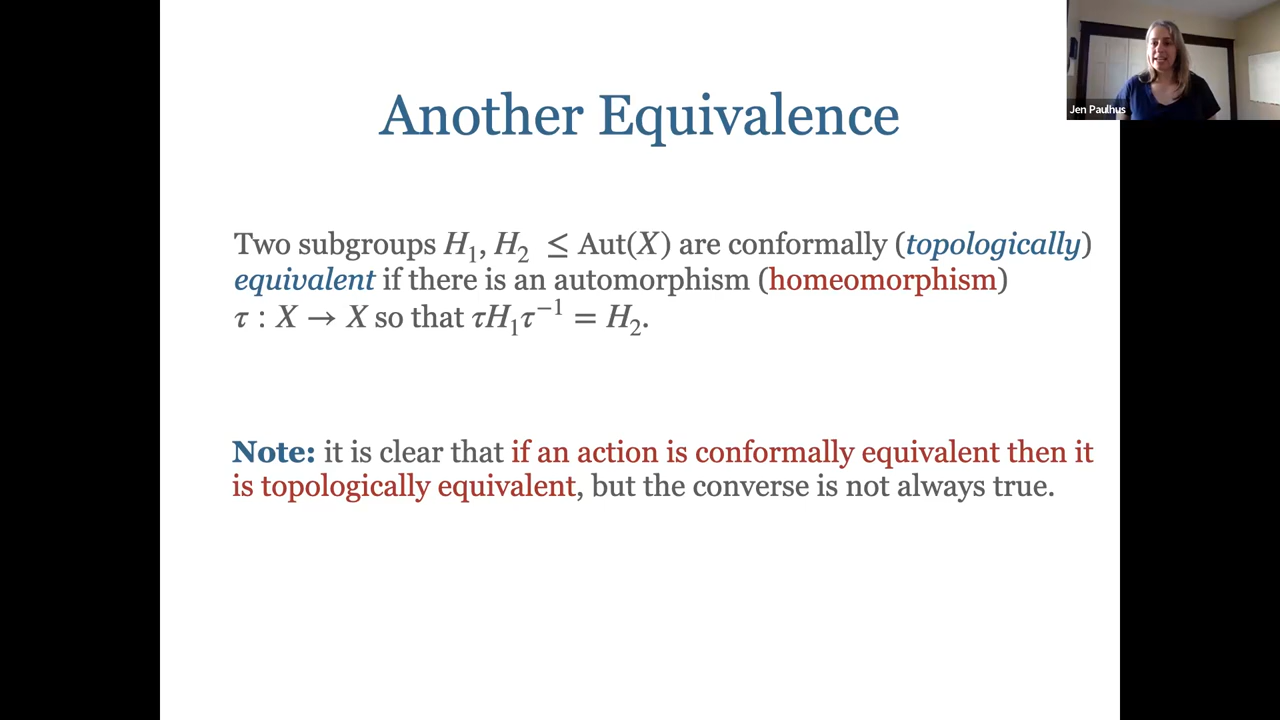 Another Equivalence
Jen Paulhus
Two subgroups H₁, H₂ ≤ Aut(X) are conformally (topologically)
equivalent if there is an automorphism (homeomorphism)
τ : X → X so that τH₁τ⁻¹ = H₂.
Note: it is clear that if an action is conformally equivalent then it
is topologically equivalent, but the converse is not always true.